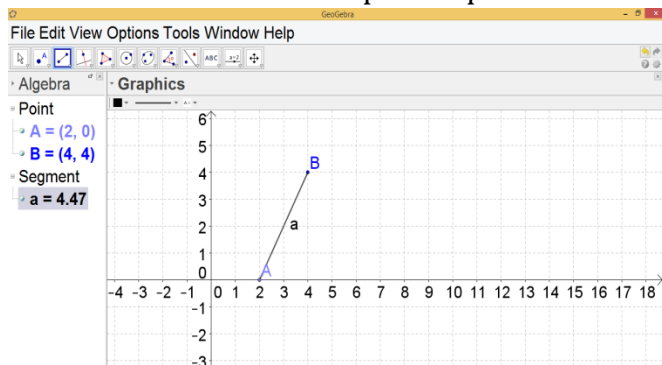 GeoGebra
File Edit View Options Tools Window Help
ABC
a=2
Algebra
Graphics
Point
A = (2, 0)
B = (4, 4)
Segment
a = 4.47
6
5
4
3
2
1
0
B
a
A
-4 -3 -2 -1 0 1 2 3 4 5 6 7 8 9 10 11 12 13 14 15 16 17 18
-1
-2
-3